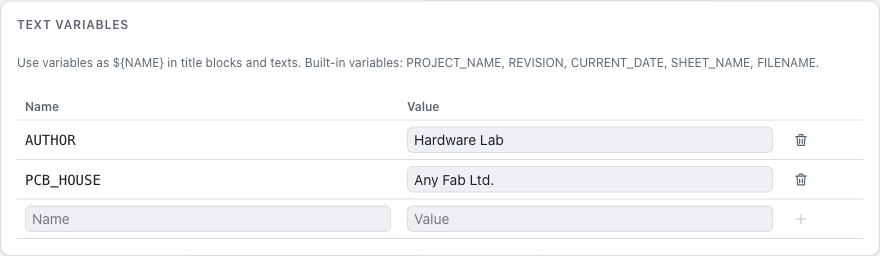 TEXT VARIABLES
Use variables as ${NAME} in title blocks and texts. Built-in variables: PROJECT_NAME, REVISION, CURRENT_DATE, SHEET_NAME, FILENAME.
Name Value
AUTHOR Hardware Lab
PCB_HOUSE Any Fab Ltd.
Name Value